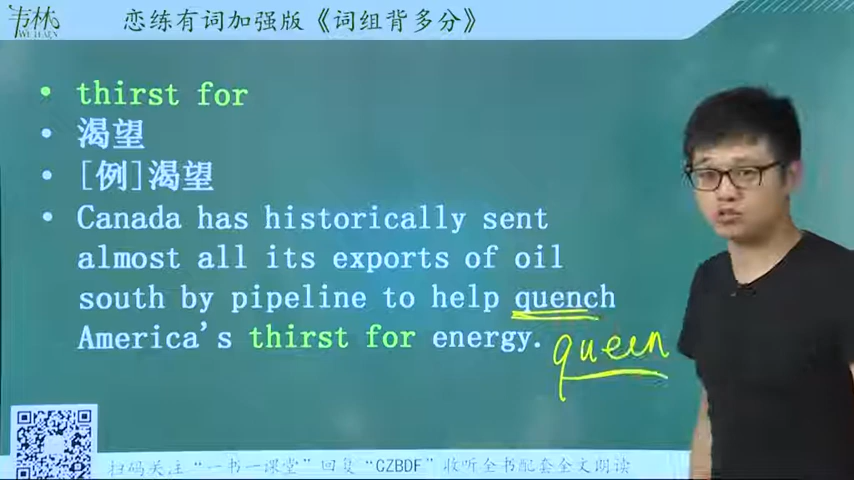 韦林
WE LEARN
恋练有词加强版《词组背多分》
• thirst for
• 渴望
• [例]渴望
• Canada has historically sent
almost all its exports of oil
south by pipeline to help quench
America's thirst for energy.
queen
扫码关注“一书一课堂”回复“CZBDF”收听全书配套全文朗读